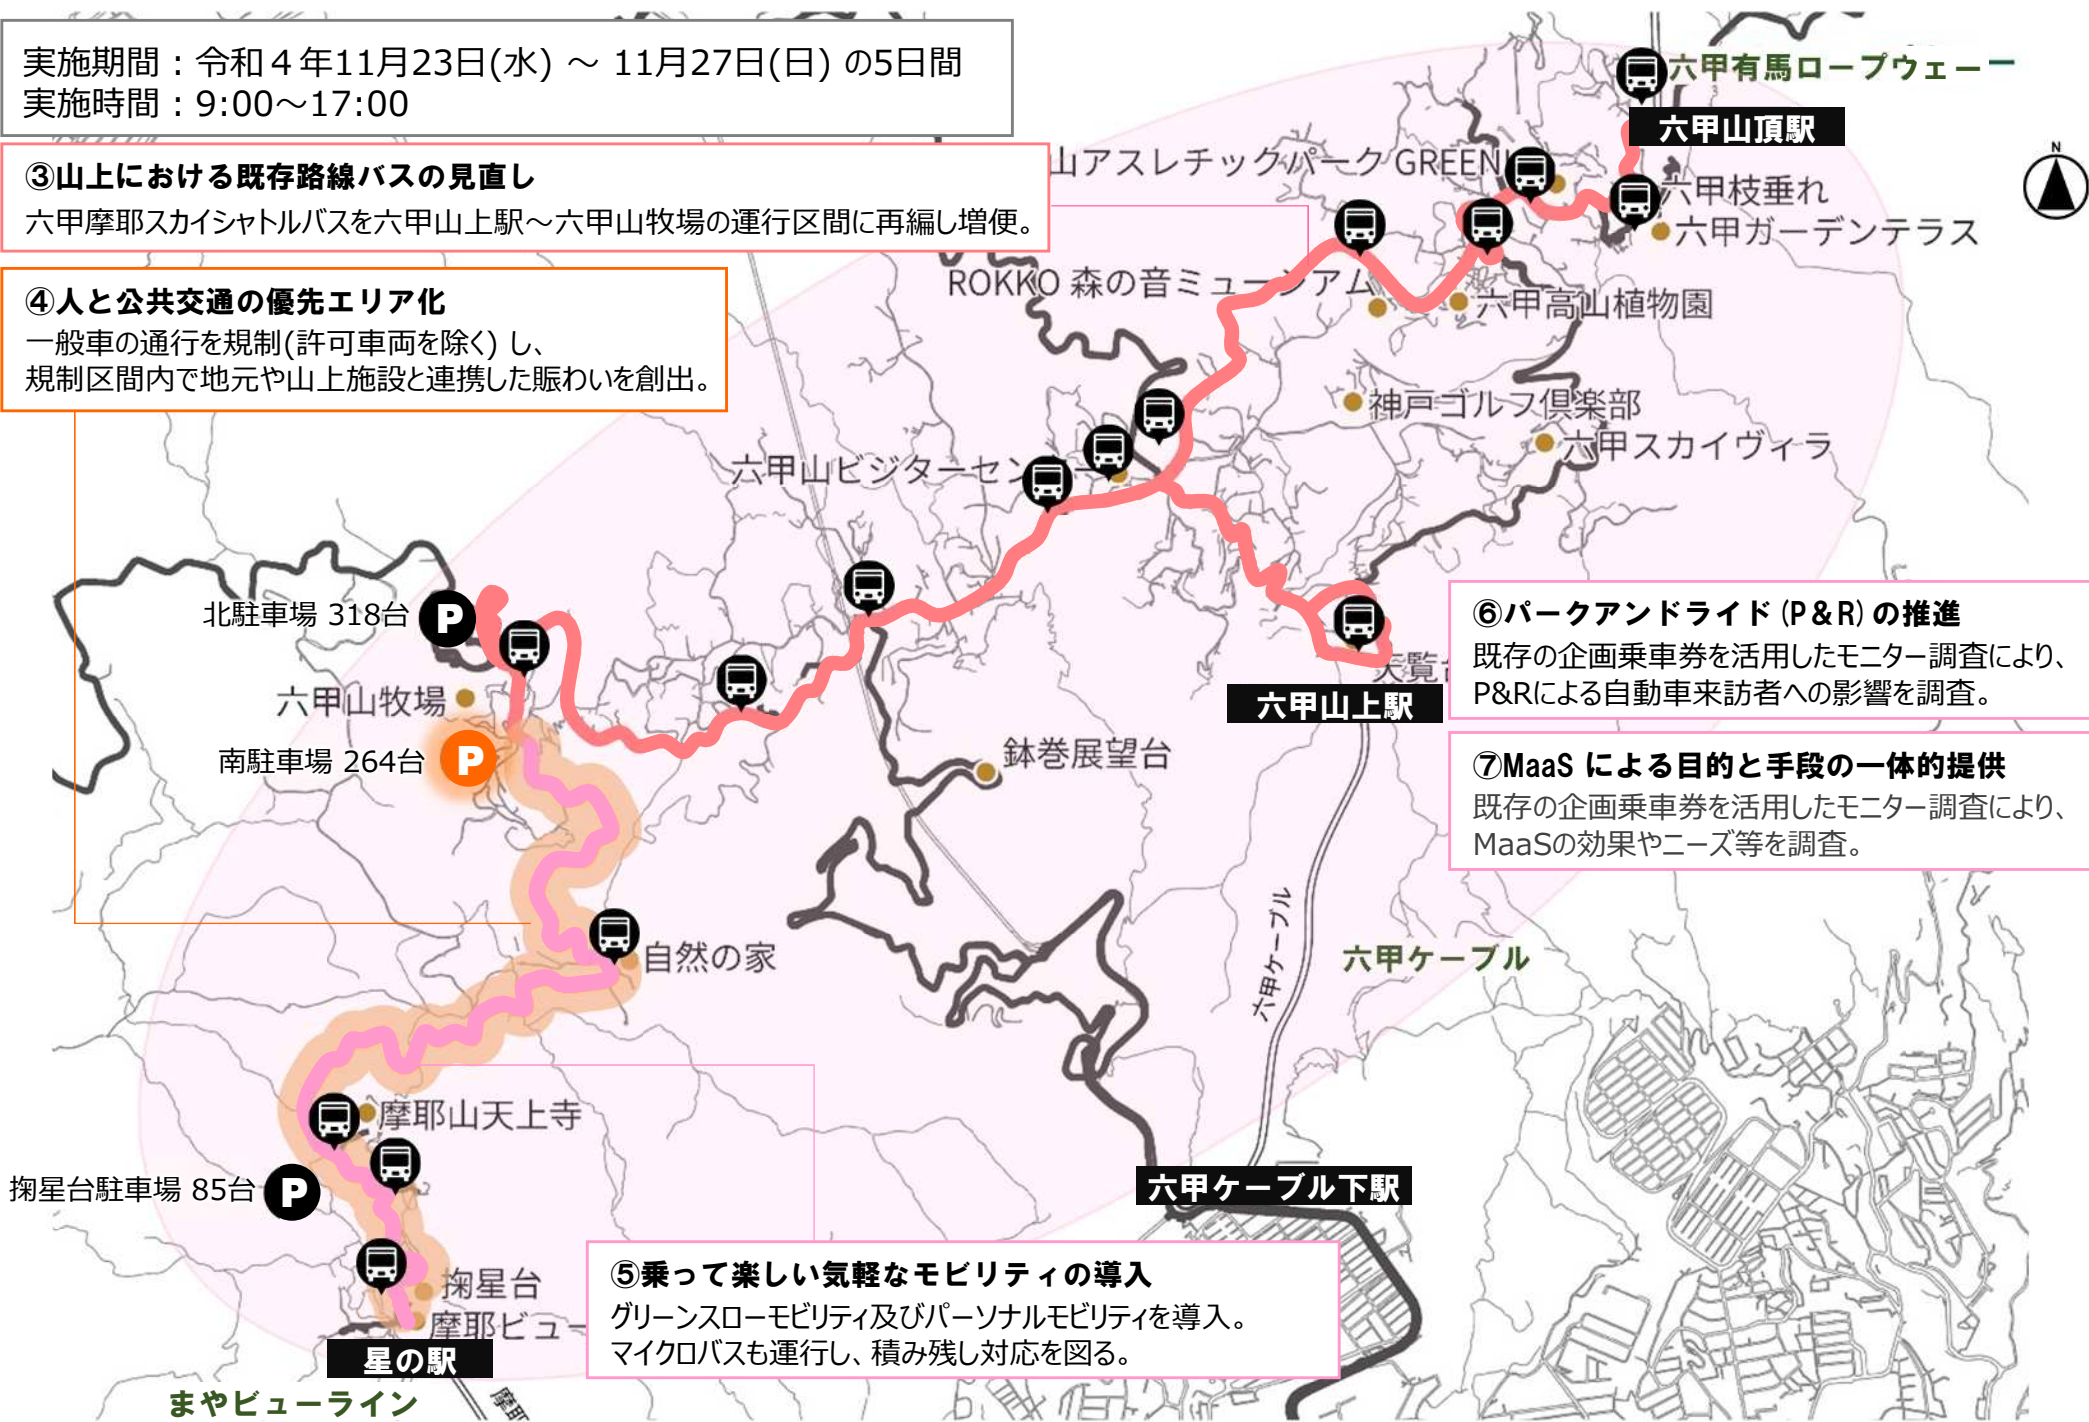 実施期間：令和４年11月23日(水) ～ 11月27日(日) の5日間
実施時間：9:00～17:00
③山上における既存路線バスの見直し
六甲摩耶スカイシャトルバスを六甲山上駅～六甲山牧場の運行区間に再編し増便。
④人と公共交通の優先エリア化
一般車の通行を規制(許可車両を除く) し、
規制区間内で地元や山上施設と連携した賑わいを創出。
六甲有馬ロープウェー
六甲山頂駅
N
山アスレチックパーク GREENI
六甲枝垂れ
六甲ガーデンテラス
ROKKO 森の音ミュージアム
六甲高山植物園
神戸ゴルフ倶楽部
六甲スカイヴィラ
六甲山ビジターセンター
北駐車場 318台
P
六甲山牧場
南駐車場 264台
P
天覧台
六甲山上駅
⑥パークアンドライド (P＆R) の推進
既存の企画乗車券を活用したモニター調査により、
P&Rによる自動車来訪者への影響を調査。
⑦MaaS による目的と手段の一体的提供
既存の企画乗車券を活用したモニター調査により、
MaaSの効果やニーズ等を調査。
鉢巻展望台
六甲ケーブル
六甲ケーブル
自然の家
摩耶山天上寺
掬星台駐車場 85台
P
六甲ケーブル下駅
⑤乗って楽しい気軽なモビリティの導入
グリーンスローモビリティ及びパーソナルモビリティを導入。
マイクロバスも運行し、積み残し対応を図る。
掬星台
摩耶ビュー
星の駅
まやビューライン
摩耶